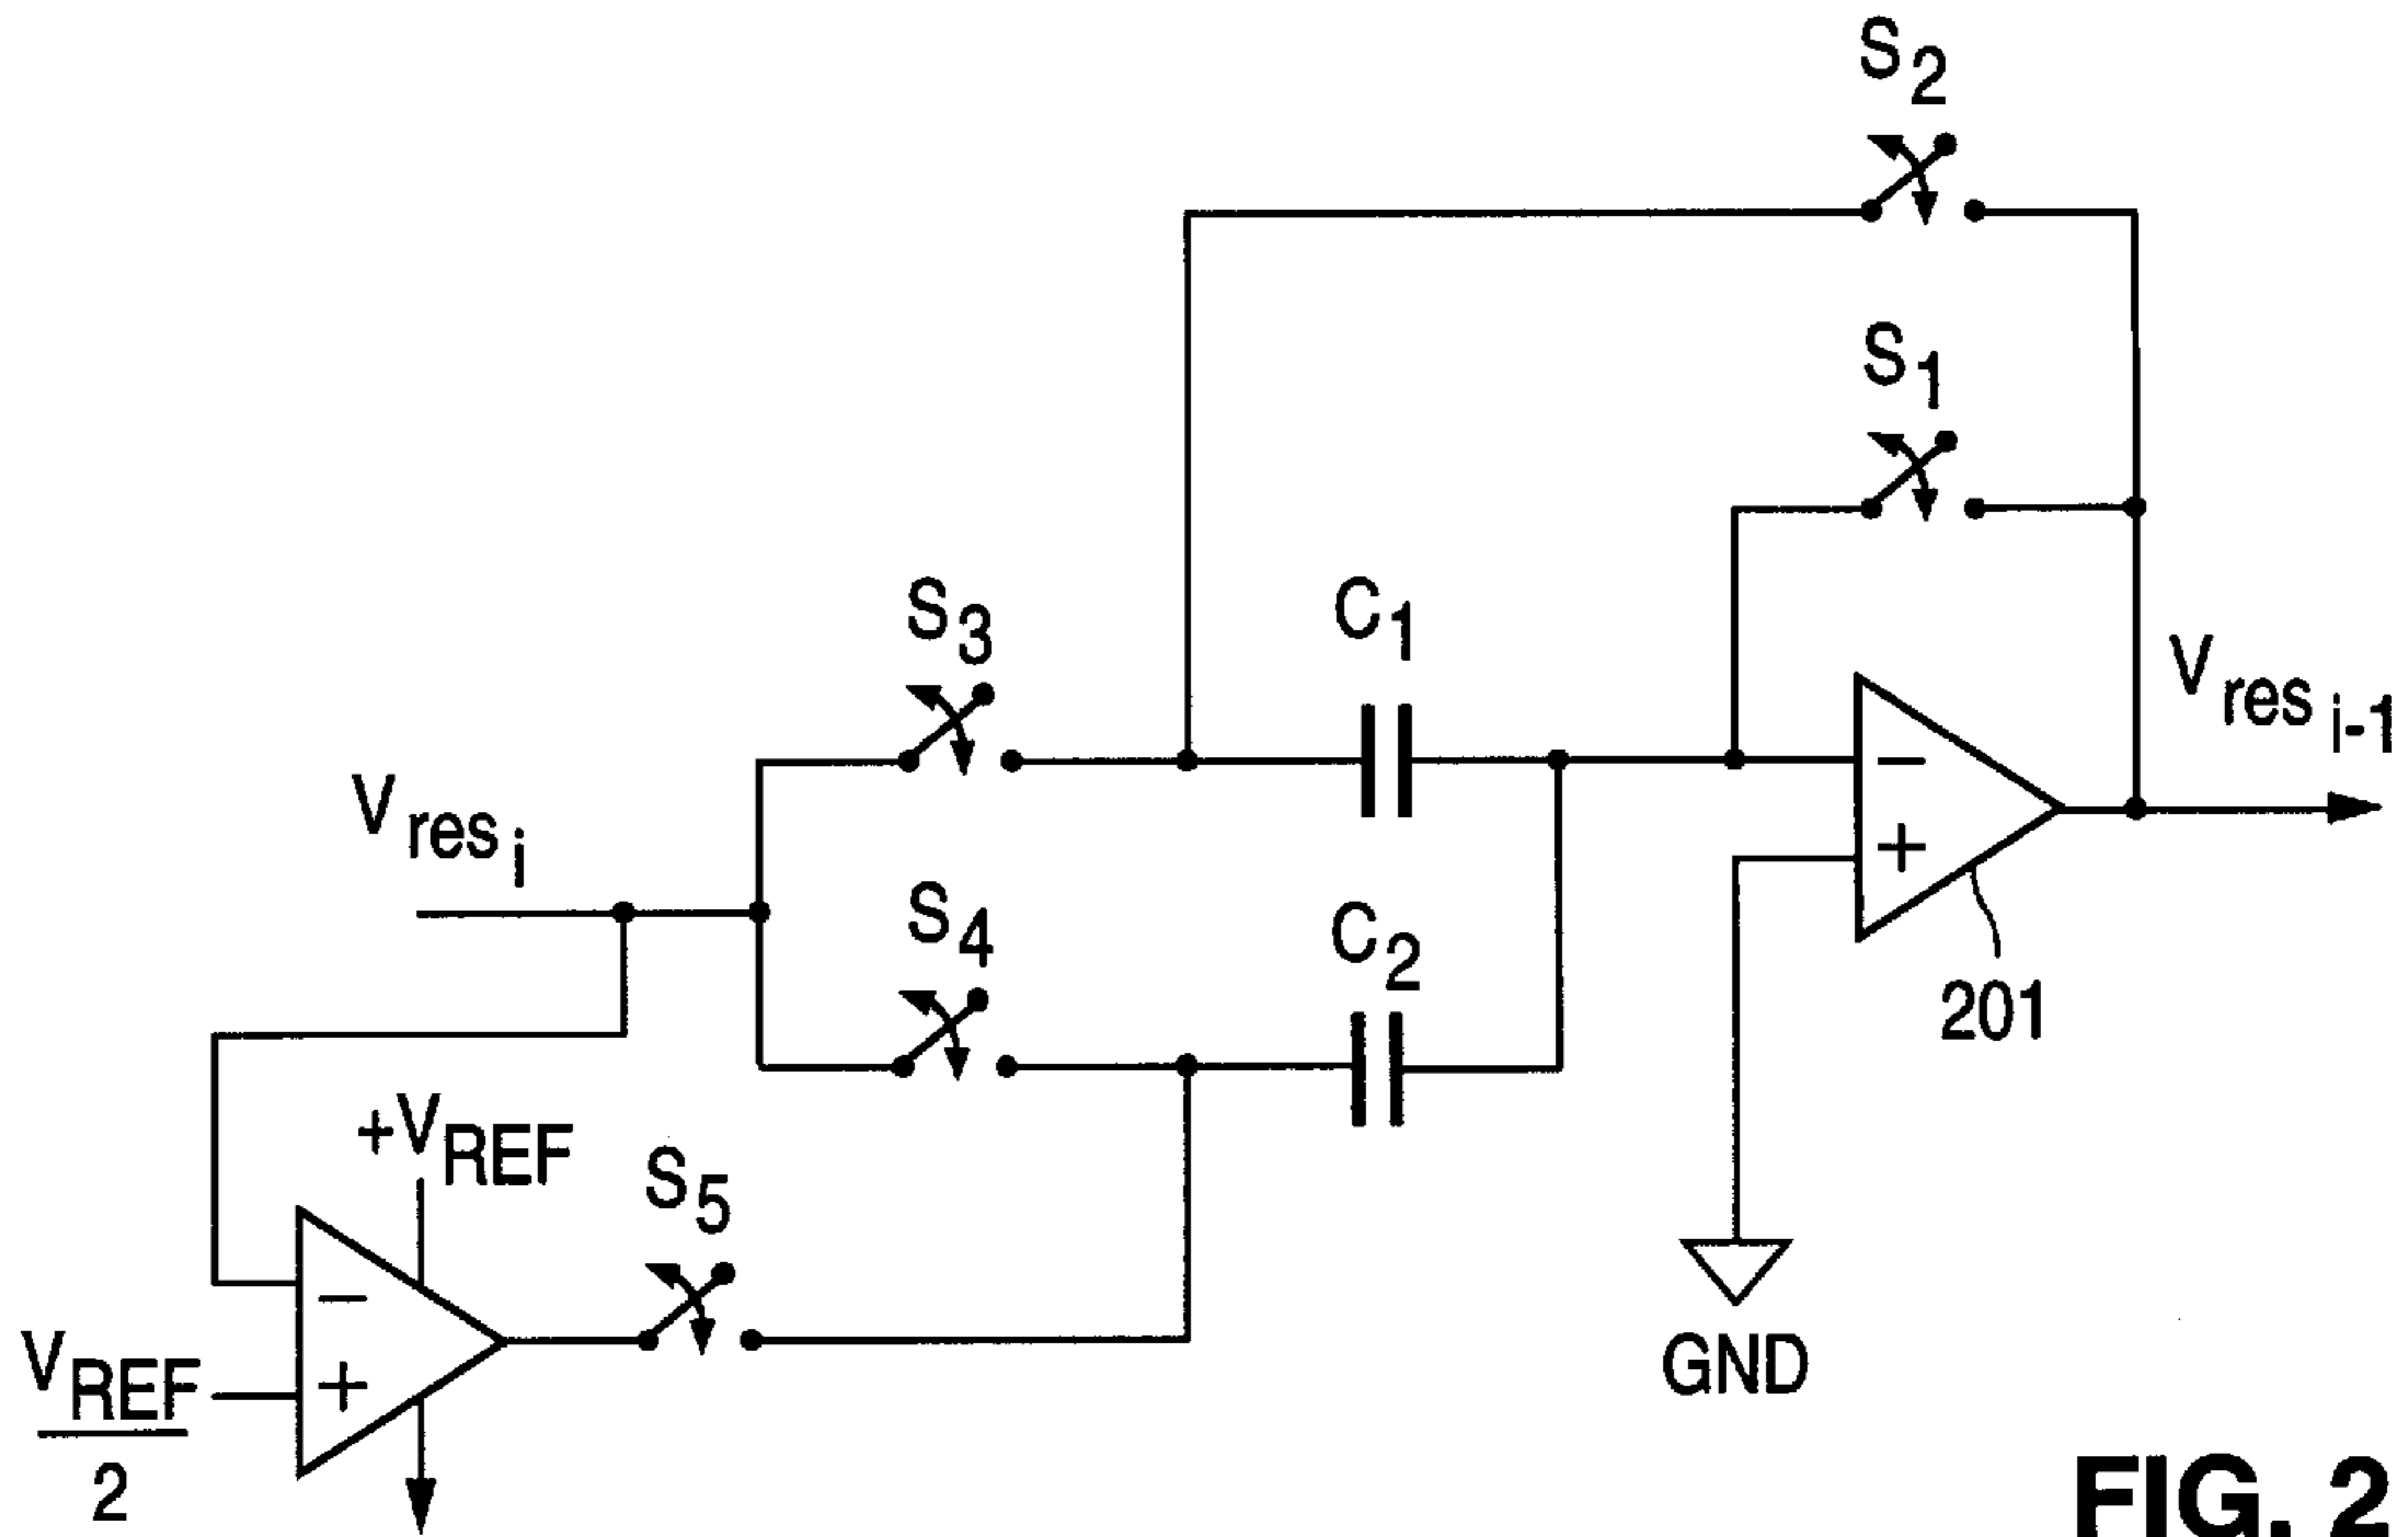 S2
S1
S3
C1
Vres i
Vres i-1
S4
C2
−
+
201
+VREF
S5
−
+
VREF
2
GND
FIG. 2